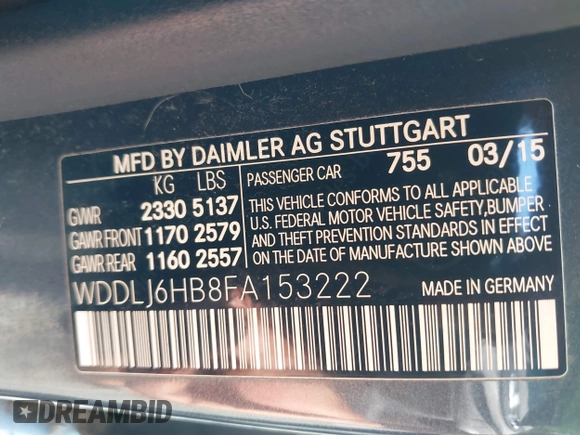 MFD BY DAIMLER AG STUTTGART
KG LBS
PASSENGER CAR 755 03/15
GVWR 2330 5137
GAWR FRONT 1170 2579
GAWR REAR 1160 2557
THIS VEHICLE CONFORMS TO ALL APPLICABLE
U.S. FEDERAL MOTOR VEHICLE SAFETY,BUMPER
AND THEFT PREVENTION STANDARDS IN EFFECT
ON THE DATE OF MANUFACTURE SHOWN ABOVE
WDDLJ6HB8FA153222
MADE IN GERMANY
DREAMBID